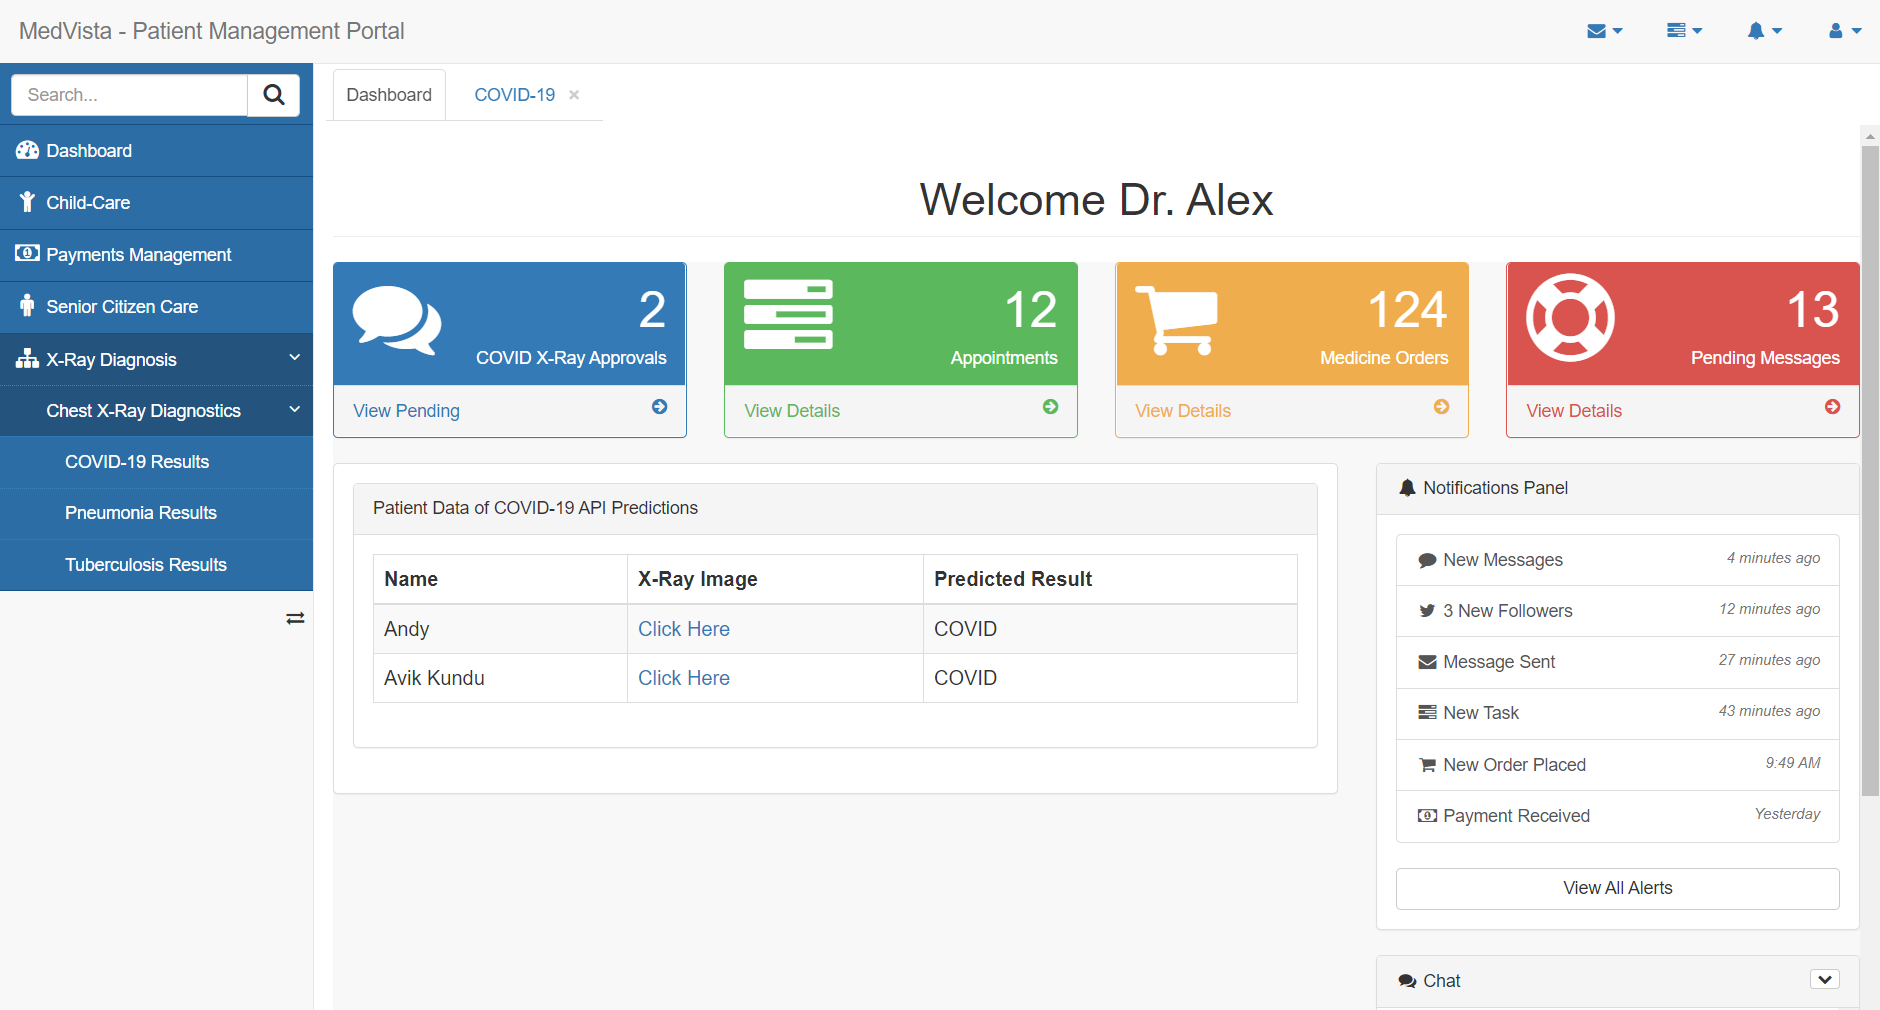 MedVista - Patient Management Portal
Search...
Dashboard
Child-Care
Payments Management
Senior Citizen Care
X-Ray Diagnosis
Chest X-Ray Diagnostics
COVID-19 Results
Pneumonia Results
Tuberculosis Results
Dashboard COVID-19 ×
Welcome Dr. Alex
2
COVID X-Ray Approvals
View Pending
12
Appointments
View Details
124
Medicine Orders
View Details
13
Pending Messages
View Details
Patient Data of COVID-19 API Predictions
Name X-Ray Image Predicted Result
Andy Click Here COVID
Avik Kundu Click Here COVID
Notifications Panel
New Messages 4 minutes ago
3 New Followers 12 minutes ago
Message Sent 27 minutes ago
New Task 43 minutes ago
New Order Placed 9:49 AM
Payment Received Yesterday
View All Alerts
Chat